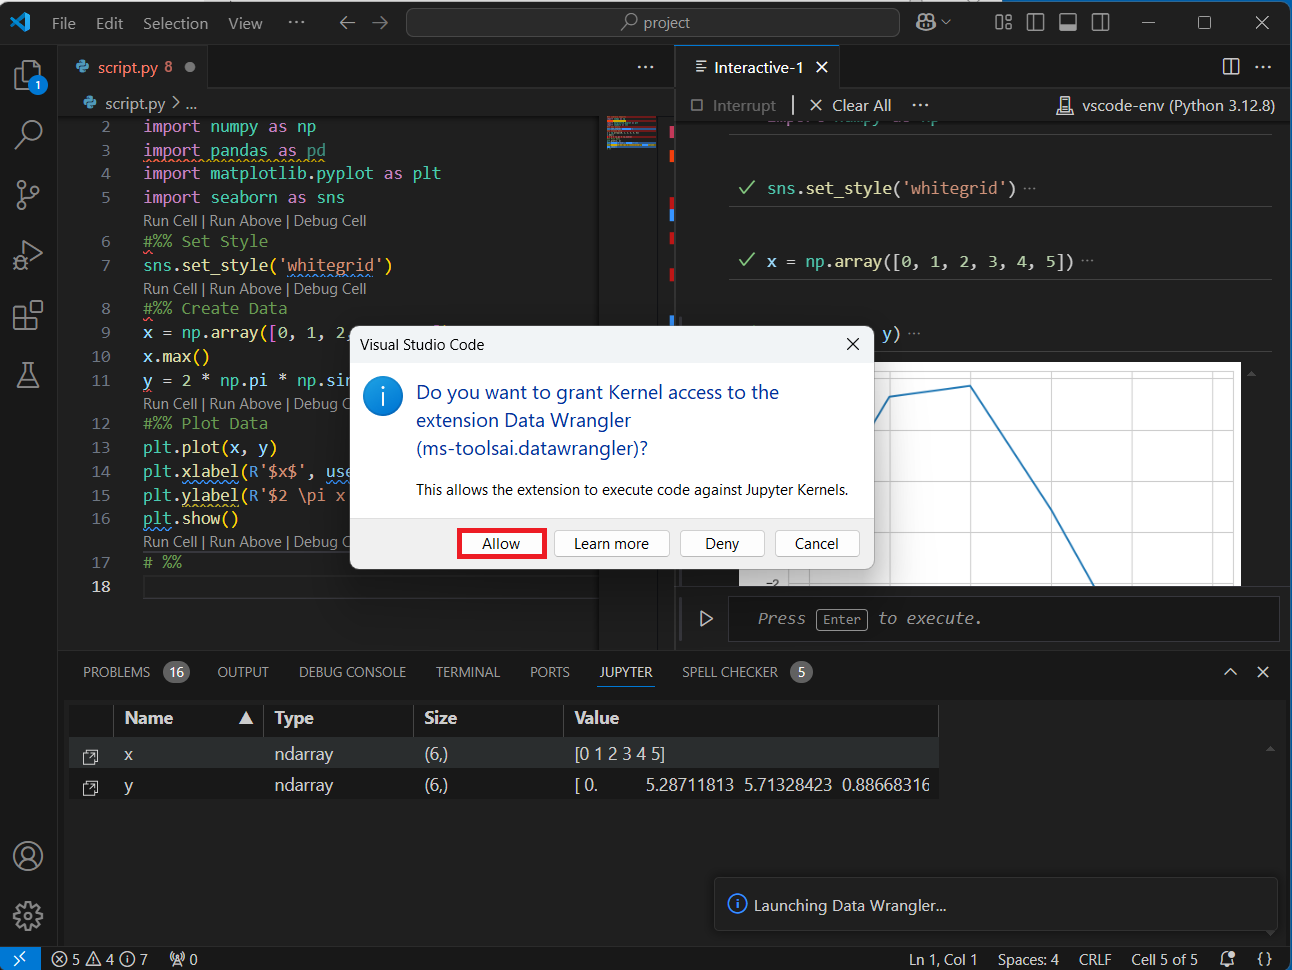 File Edit Selection View ··· project
script.py 8
Interactive-1
script.py > ...
Interrupt | Clear All ··· vscode-env (Python 3.12.8)
2 import numpy as np
3 import pandas as pd
4 import matplotlib.pyplot as plt
5 import seaborn as sns
Run Cell | Run Above | Debug Cell
6 #%% Set Style
7 sns.set_style('whitegrid')
Run Cell | Run Above | Debug Cell
8 #%% Create Data
9 x = np.array([0, 1, 2,
10 x.max()
11 y = 2 * np.pi * np.sin
Run Cell | Run Above | Debug C
12 #%% Plot Data
13 plt.plot(x, y)
14 plt.xlabel(R'$x$', use
15 plt.ylabel(R'$2 \pi x
16 plt.show()
Run Cell | Run Above | Debug C
17 # %%
18
import numpy as np
sns.set_style('whitegrid') ···
x = np.array([0, 1, 2, 3, 4, 5]) ···
y) ···
−2
Press Enter to execute.
Visual Studio Code
Do you want to grant Kernel access to the
extension Data Wrangler
(ms-toolsai.datawrangler)?
This allows the extension to execute code against Jupyter Kernels.
Allow Learn more Deny Cancel
PROBLEMS 16 OUTPUT DEBUG CONSOLE TERMINAL PORTS JUPYTER SPELL CHECKER 5
Name Type Size Value
x ndarray (6,) [0 1 2 3 4 5]
y ndarray (6,) [ 0. 5.28711813 5.71328423 0.88668316
Launching Data Wrangler...
1
5 4 7 0 Ln 1, Col 1 Spaces: 4 CRLF Cell 5 of 5 {}